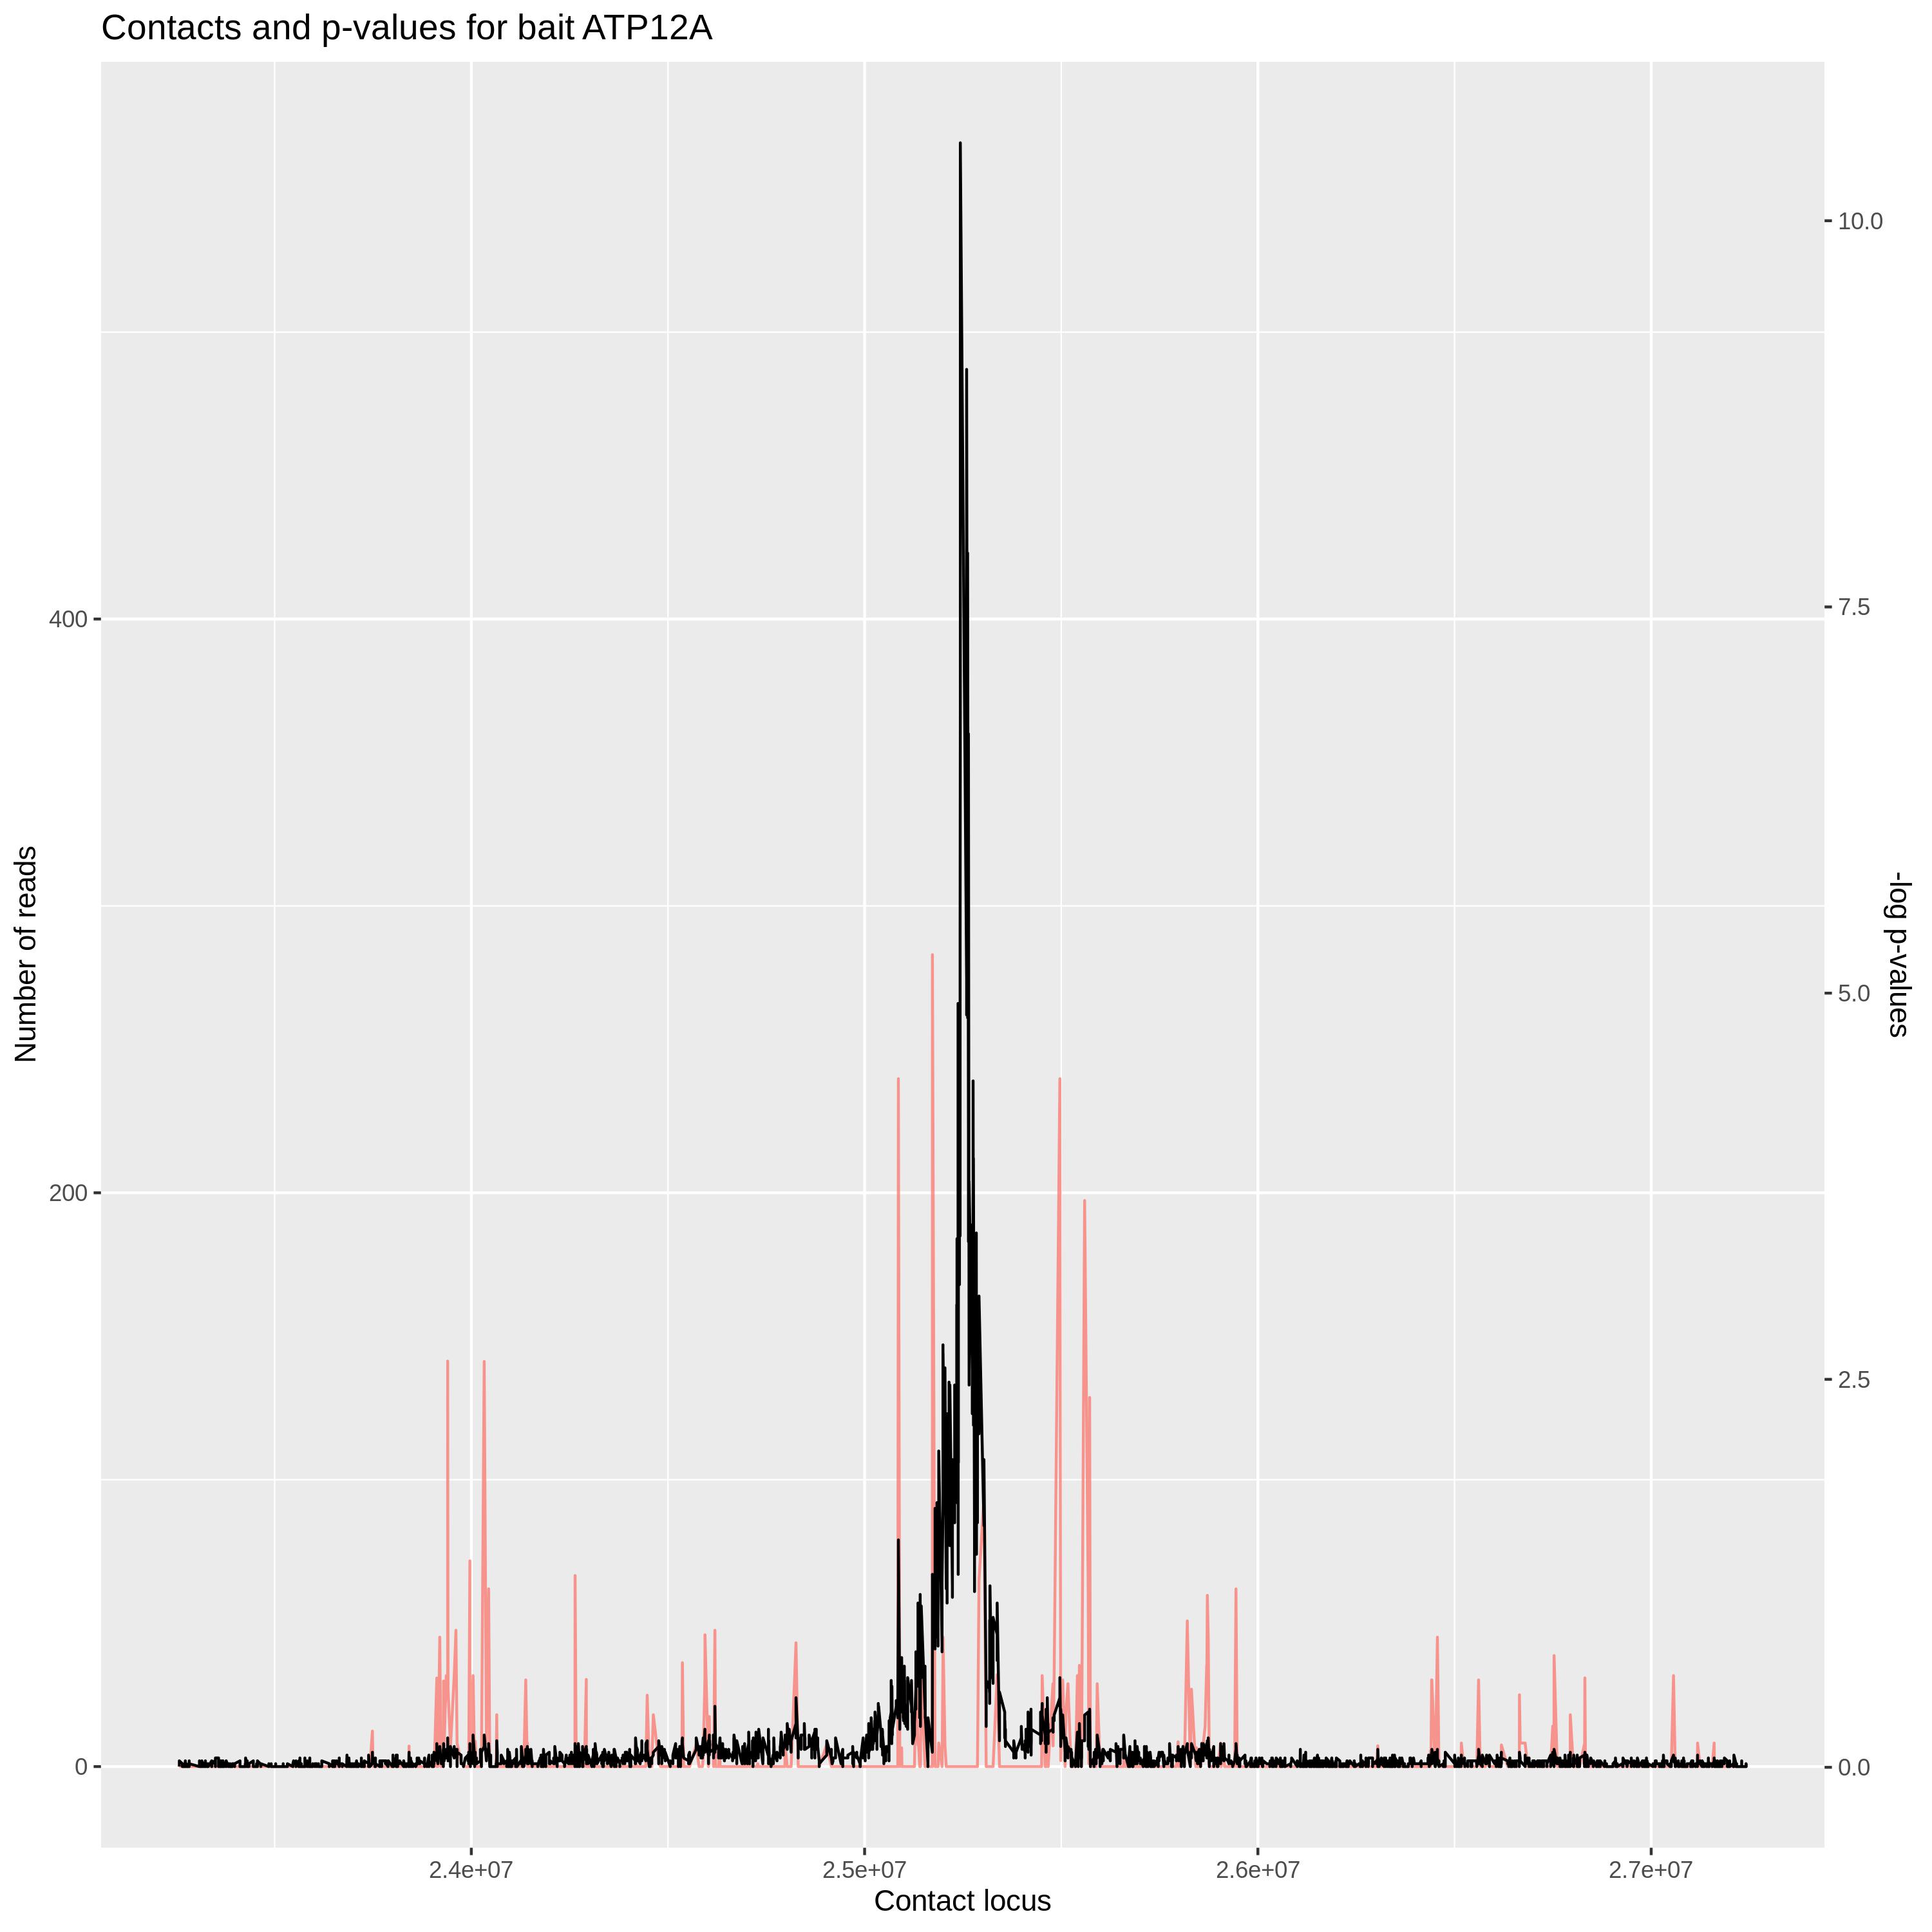 Contacts and p-values for bait ATP12A
10.0
400
7.5
Number of reads
-log p-values
5.0
200
2.5
0
0.0
2.4e+07 2.5e+07 2.6e+07 2.7e+07
Contact locus